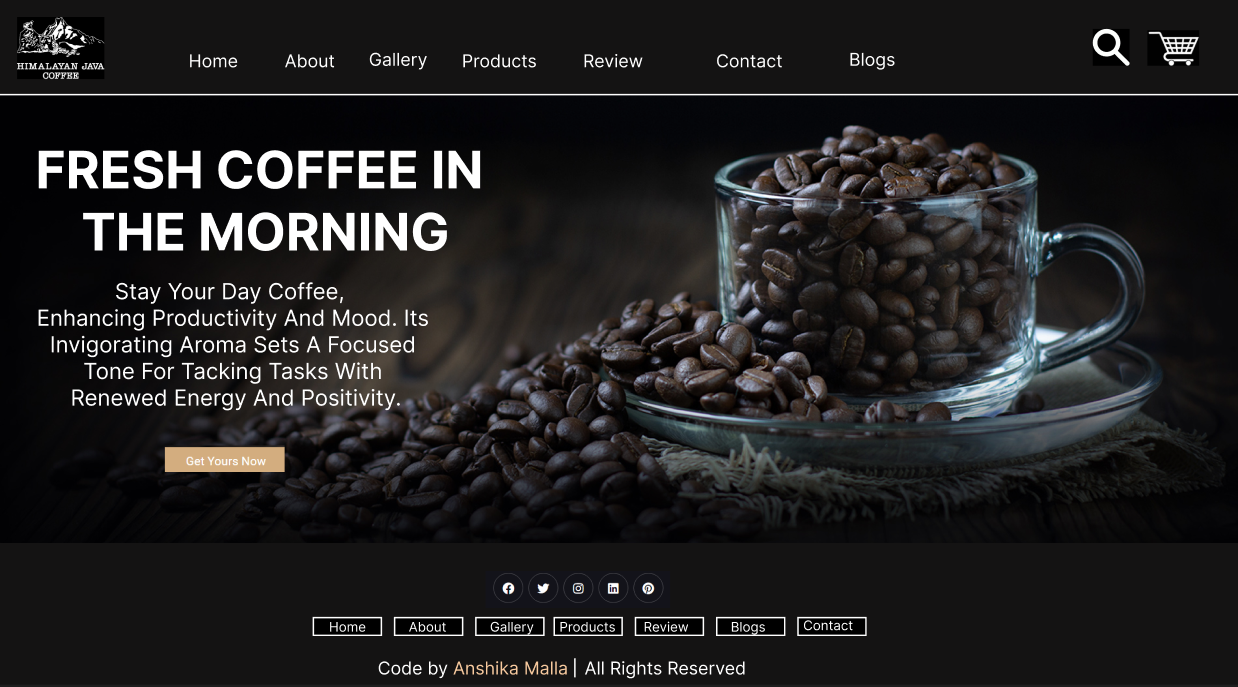 HIMALAYAN JAVA
COFFEE
Home About Gallery Products Review Contact Blogs
FRESH COFFEE IN
THE MORNING
Stay Your Day Coffee,
Enhancing Productivity And Mood. Its
Invigorating Aroma Sets A Focused
Tone For Tacking Tasks With
Renewed Energy And Positivity.
Get Yours Now
Home About Gallery Products Review Blogs Contact
Code by Anshika Malla | All Rights Reserved